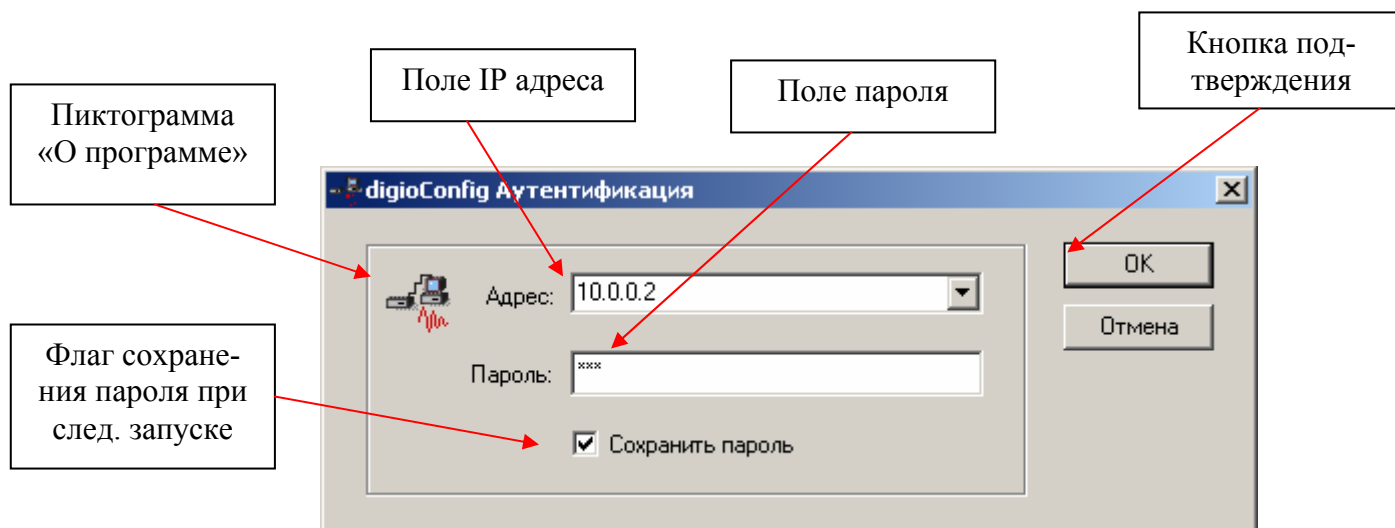 Кнопка под-
тверждения
Поле IP адреса
Поле пароля
Пиктограмма
«О программе»
digioConfig Аутентификация
OK
Адрес:
10.0.0.2
Отмена
Флаг сохране-
ния пароля при
след. запуске
Пароль:
***
Сохранить пароль